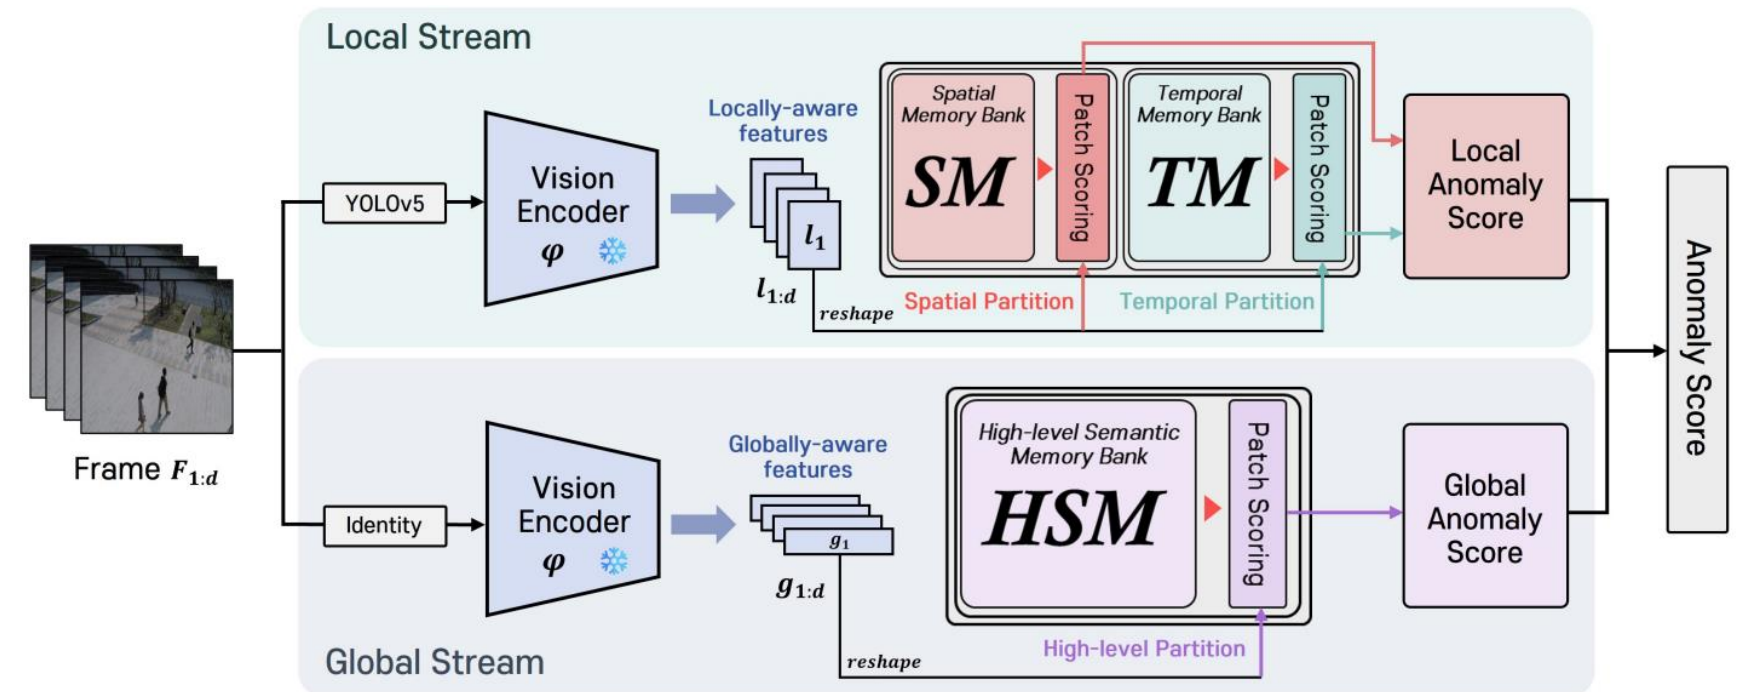 Local Stream
YOLOv5
Vision
Encoder
φ
Locally-aware
features
l₁
l₁:d
reshape
Spatial
Memory Bank
SM
Patch Scoring
Temporal
Memory Bank
TM
Patch Scoring
Spatial Partition
Temporal Partition
Local
Anomaly
Score
Frame F₁:d
Anomaly Score
Identity
Vision
Encoder
φ
Globally-aware
features
g₁
g₁:d
reshape
High-level Semantic
Memory Bank
HSM
Patch Scoring
High-level Partition
Global
Anomaly
Score
Global Stream